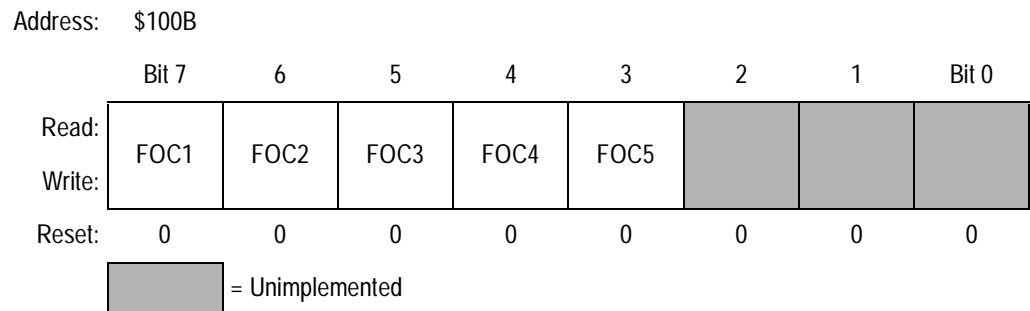 Address: $100B
Bit 7 6 5 4 3 2 1 Bit 0
Read:
FOC1 FOC2 FOC3 FOC4 FOC5
Write:
Reset: 0 0 0 0 0 0 0 0
= Unimplemented